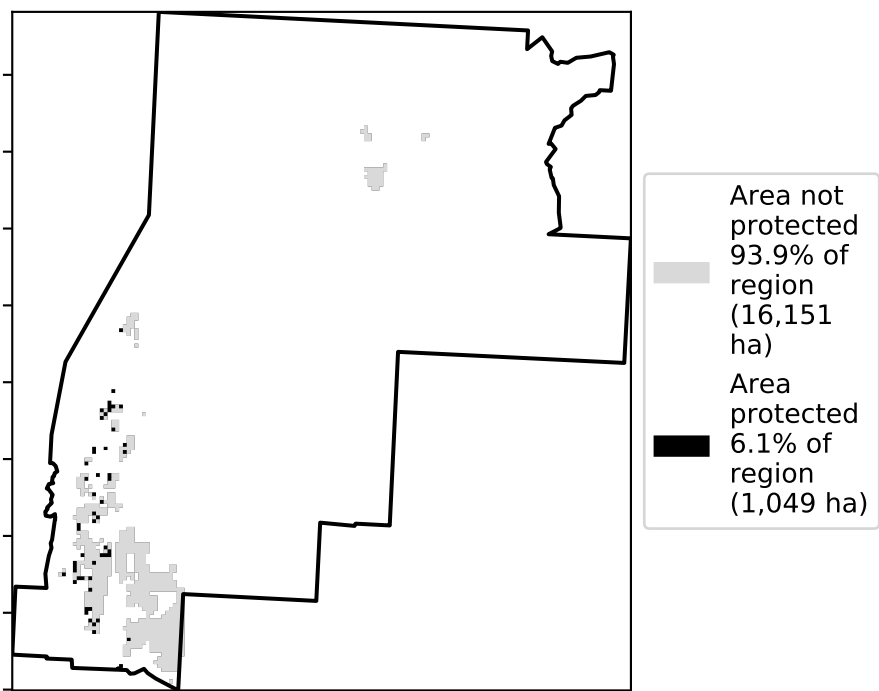 Area not
protected
93.9% of
region
(16,151
ha)
Area
protected
6.1% of
region
(1,049 ha)